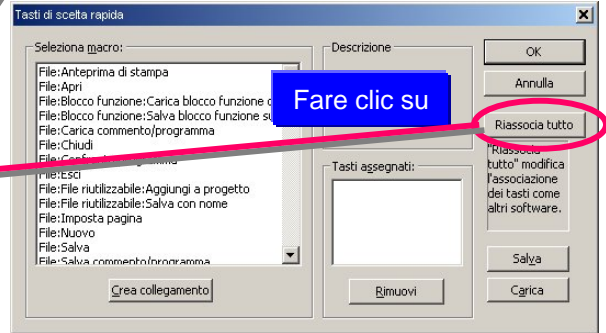 Tasti di scelta rapida
Seleziona macro:
File:Anteprima di stampa
File:Apri
File:Blocco funzione:Carica blocco funzione
File:Blocco funzione:Salva blocco funzione
File:Carica commento/programma
File:Chiudi
File:Esci
File:File riutilizzabile:Aggiungi a progetto
File:File riutilizzabile:Salva con nome
File:Imposta pagina
File:Nuovo
File:Salva
File:Salva commento/programma
Crea collegamento
Descrizione
Fare clic su
Tasti assegnati:
Rimuovi
OK
Annulla
Riassocia tutto
"Riassocia
tutto" modifica
l'associazione
dei tasti come
altri software.
Salva
Carica